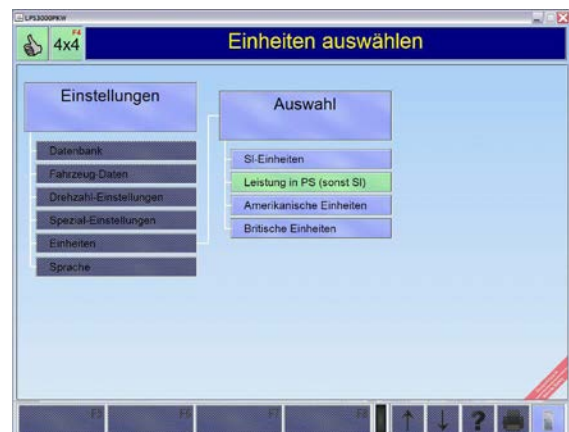 LPS3000PKW
F4
4x4
Einheiten auswählen
Einstellungen
Datenbank
Fahrzeug-Daten
Drehzahl-Einstellungen
Spezial-Einstellungen
Einheiten
Sprache
Auswahl
SI-Einheiten
Leistung in PS (sonst SI)
Amerikanische Einheiten
Britische Einheiten
F5
F6
F7
F8
?